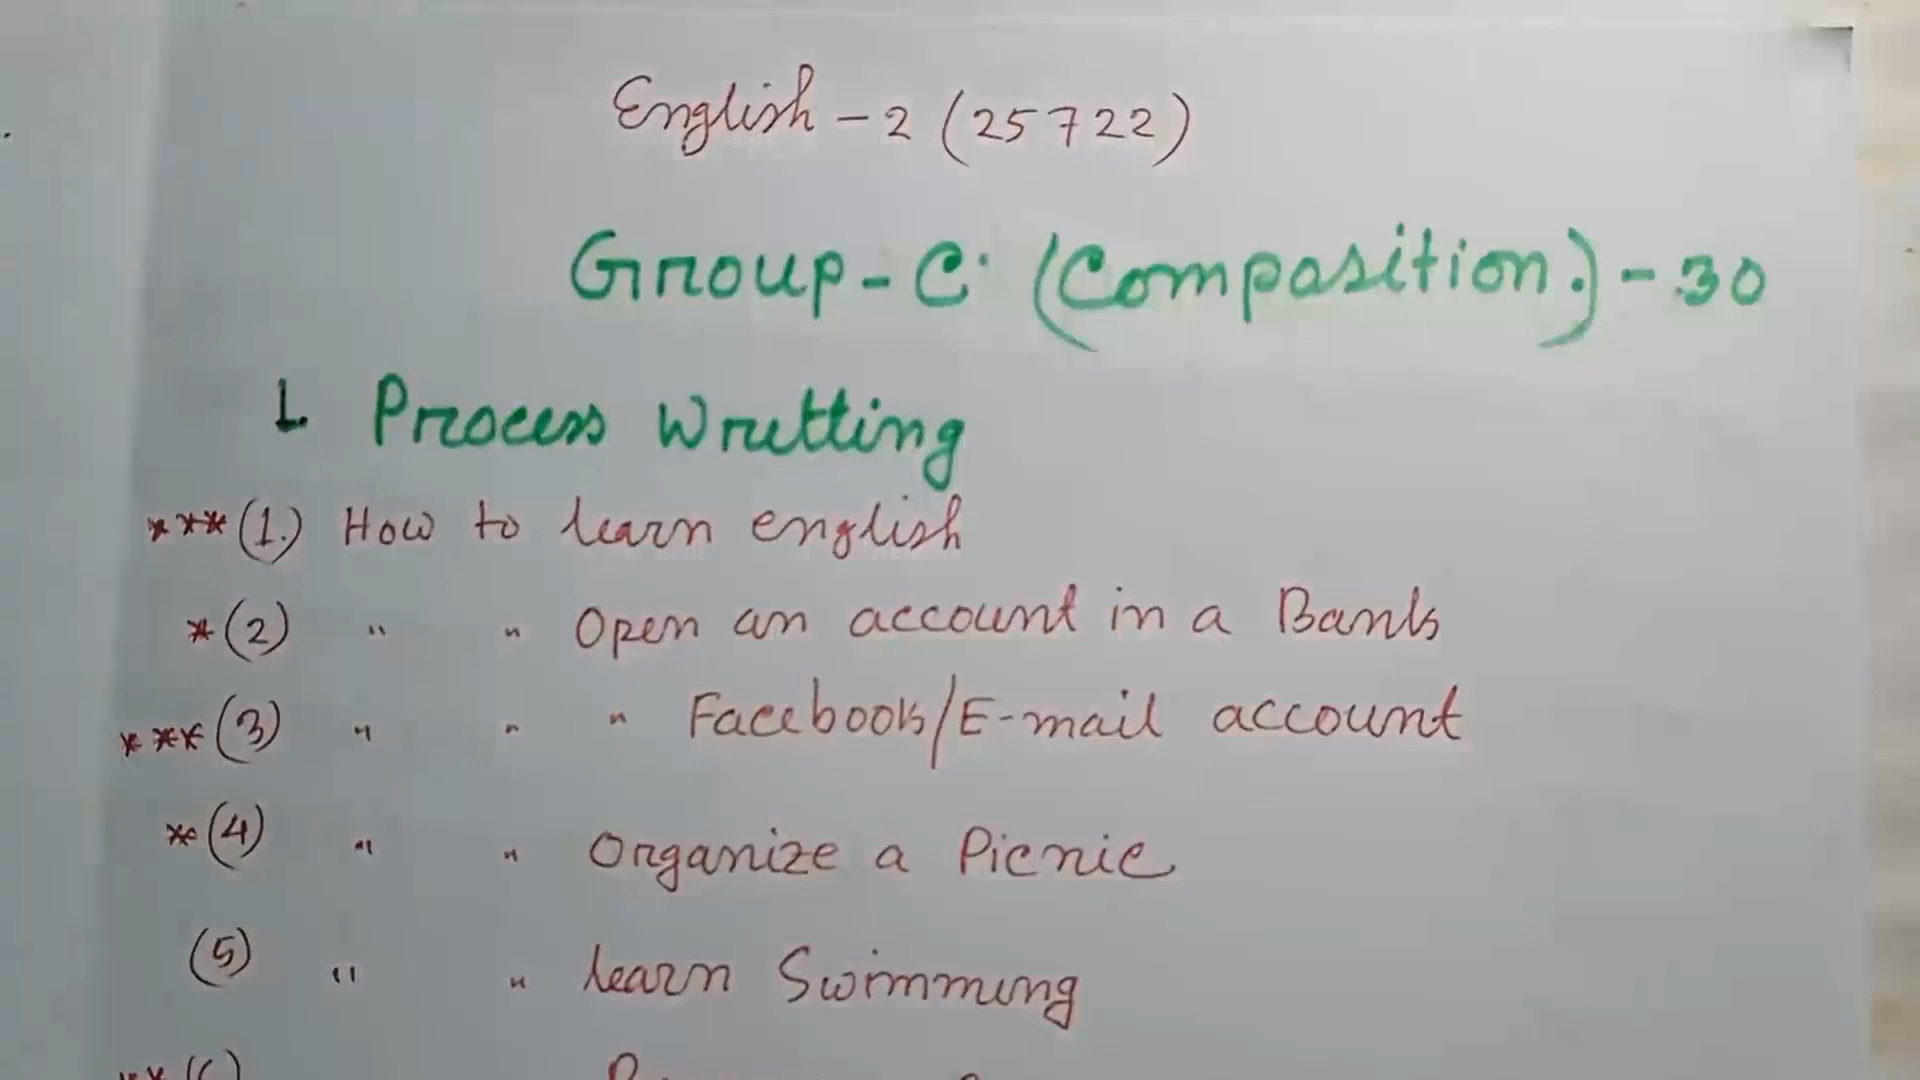 English - 2 (25722)
Group - C. (Composition.) - 30
1. Process Writting
*** (1.) How to learn english
* (2) " " Open an account in a Bank
*** (3) " " " Facebook/E-mail account
* (4) " " Organize a Picnic
(5) " " learn Swimming